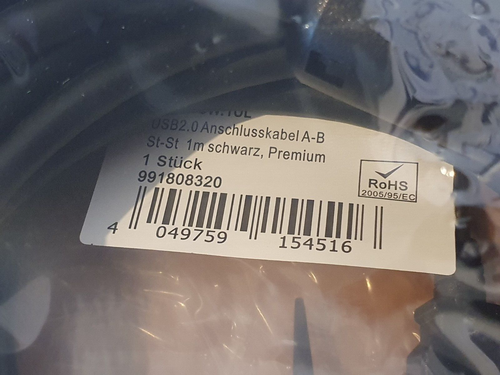 USB2.0 Anschlusskabel A-B
St-St 1m schwarz, Premium
1 Stück
991808320
RoHS
2005/95/EC
4 049759 154516